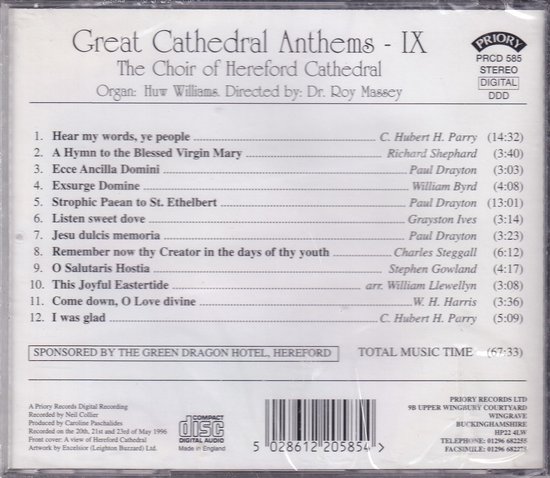 Great Cathedral Anthems - IX
The Choir of Hereford Cathedral
Organ: Huw Williams. Directed by: Dr. Roy Massey
PRIORY
PRCD 585
STEREO
DIGITAL
DDD
1. Hear my words, ye people C. Hubert H. Parry (14:32)
2. A Hymn to the Blessed Virgin Mary Richard Shephard (3:40)
3. Ecce Ancilla Domini Paul Drayton (3:03)
4. Exsurge Domine William Byrd (4:08)
5. Strophic Paean to St. Ethelbert Paul Drayton (13:01)
6. Listen sweet dove Grayston Ives (3:14)
7. Jesu dulcis memoria Paul Drayton (3:23)
8. Remember now thy Creator in the days of thy youth Charles Steggall (6:12)
9. O Salutaris Hostia Stephen Gowland (4:17)
10. This Joyful Eastertide arr. William Llewellyn (3:08)
11. Come down, O Love divine W. H. Harris (3:36)
12. I was glad C. Hubert H. Parry (5:09)
SPONSORED BY THE GREEN DRAGON HOTEL, HEREFORD
TOTAL MUSIC TIME - (67:33)
A Priory Records Digital Recording
Recorded by Neil Collier
Produced by Caroline Paschalides
Recorded on the 20th, 21st and 23rd of May 1996
Front cover: A view of Hereford Cathedral
Artwork by Excelsior (Leighton Buzzard) Ltd.
COMPACT
disc
DIGITAL AUDIO
Made in England
5 028612 205854 >
PRIORY RECORDS LTD
9B UPPER WINGBURY COURTYARD
WINGRAVE
BUCKINGHAMSHIRE
HP22 4LW
TELEPHONE: 01296 682255
FACSIMILE: 01296 682275